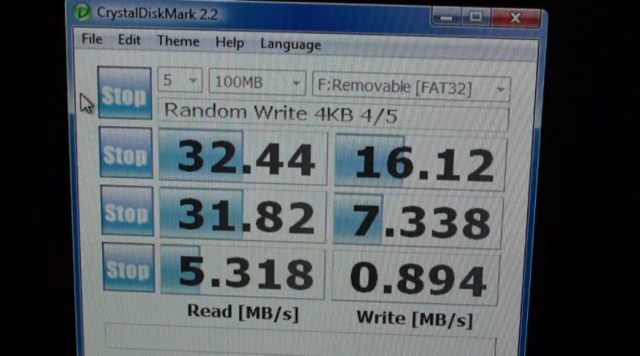 CrystalDiskMark 2.2
File Edit Theme Help Language
Stop 5 100MB F:Removable [FAT32]
Random Write 4KB 4/5
Stop 32.44 16.12
Stop 31.82 7.338
Stop 5.318 0.894
Read [MB/s] Write [MB/s]